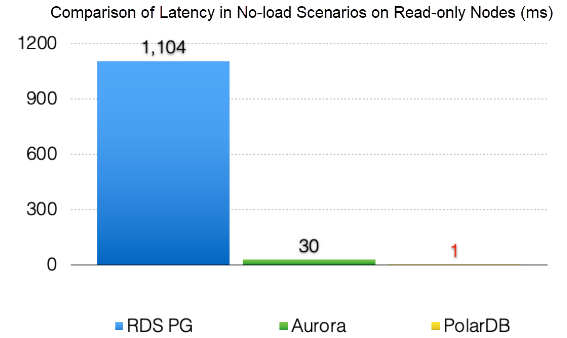 Comparison of Latency in No-load Scenarios on Read-only Nodes (ms)
1200
1,104
900
600
300
30
1
0
RDS PG
Aurora
PolarDB